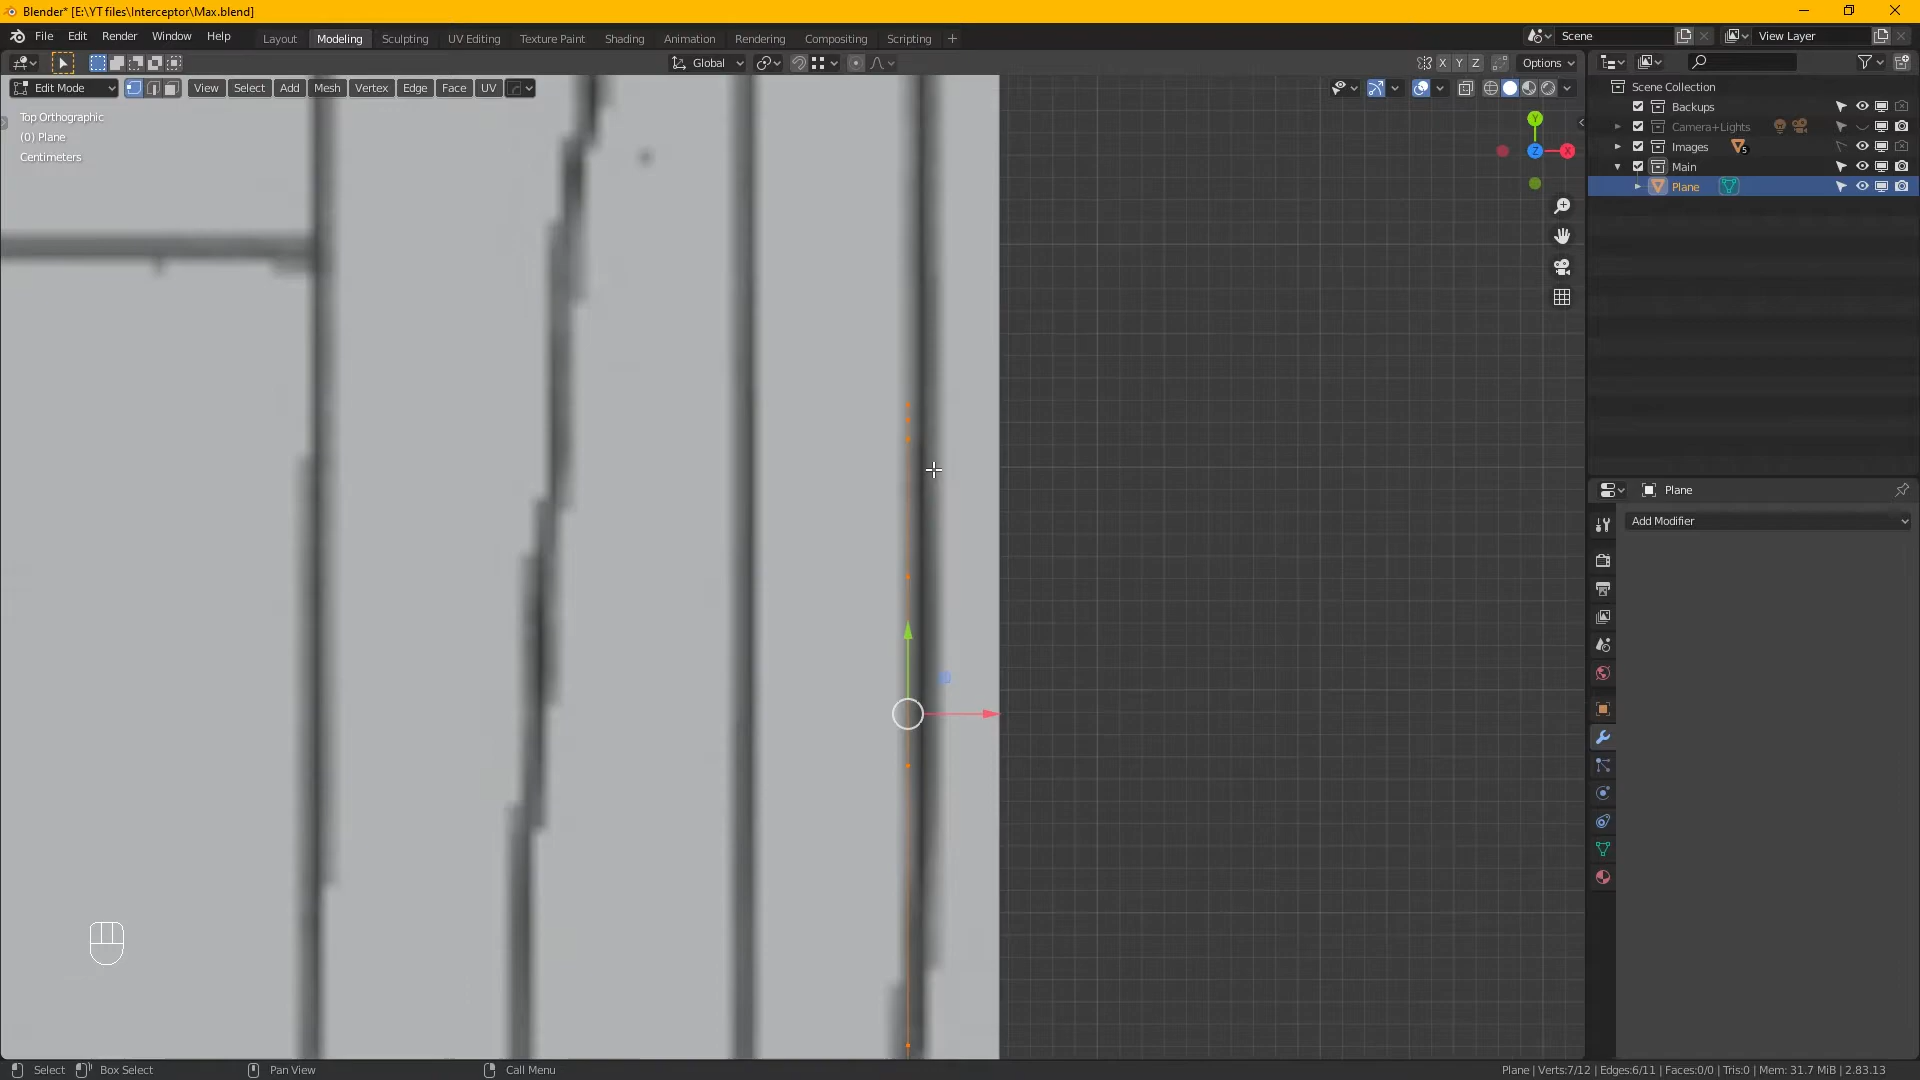 Blender* [E:\YT files\Interceptor\Max.blend]
File Edit Render Window Help Layout Modeling Sculpting UV Editing Texture Paint Shading Animation Rendering Compositing Scripting + Scene View Layer
Global X Y Z Options
Edit Mode View Select Add Mesh Vertex Edge Face UV
Scene Collection
Backups
Top Orthographic
(0) Plane
Centimeters
Y
Z
X
Camera+Lights
Images 5
Main
Plane
Plane
Add Modifier
Select Box Select Pan View Call Menu Plane | Verts:7/12 | Edges:6/11 | Faces:0/0 | Tris:0 | Mem: 31.7 MiB | 2.83.13